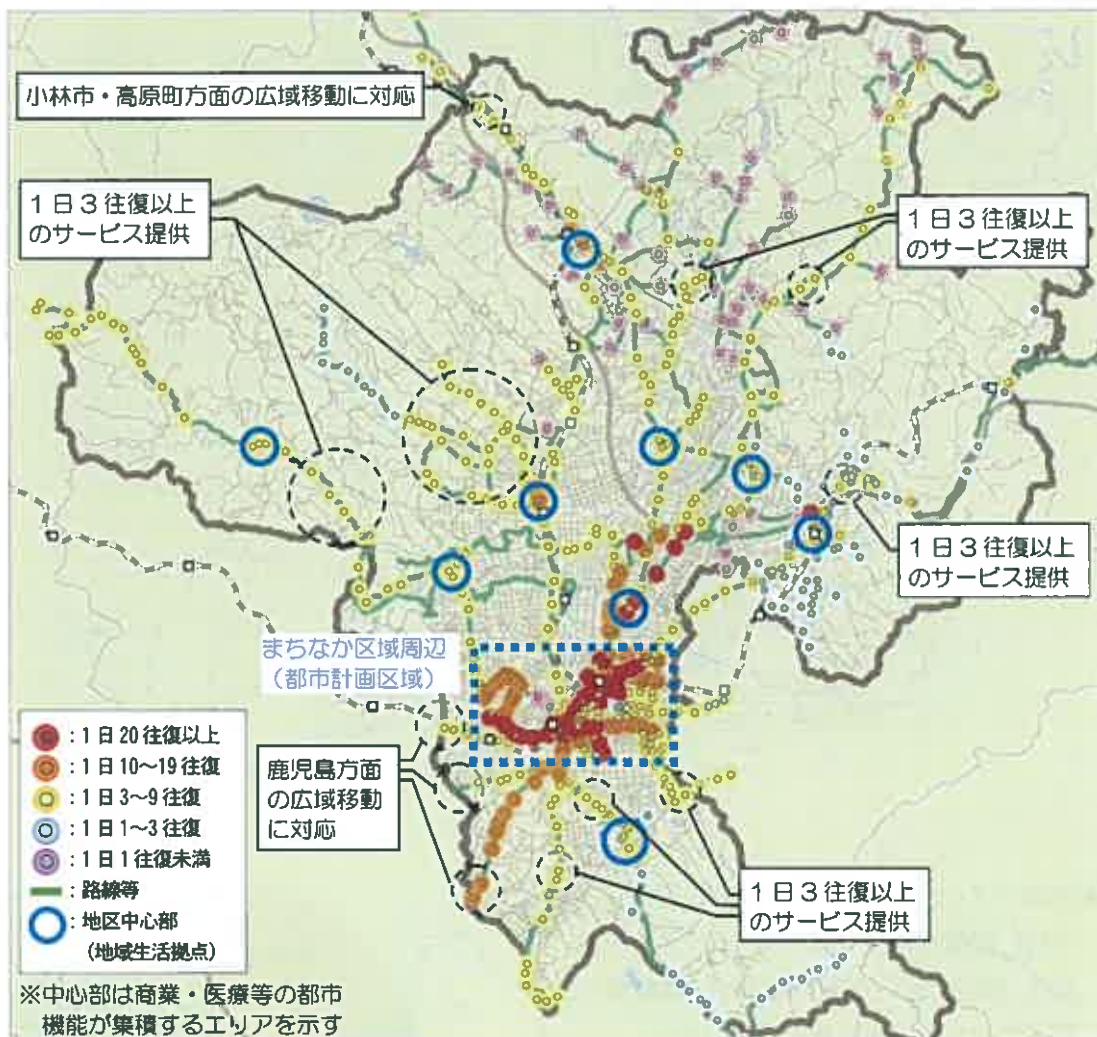 小林市・高原町方面の広域移動に対応
1日3往復以上
のサービス提供
1日3往復以上
のサービス提供
1日3往復以上
のサービス提供
まちなか区域周辺
(都市計画区域)
鹿児島方面
の広域移動
に対応
1日3往復以上
のサービス提供
:1日20往復以上
:1日10~19往復
:1日3~9往復
:1日1~3往復
:1日1往復未満
:路線等
:地区中心部
(地域生活拠点)
※中心部は商業・医療等の都市
機能が集積するエリアを示す